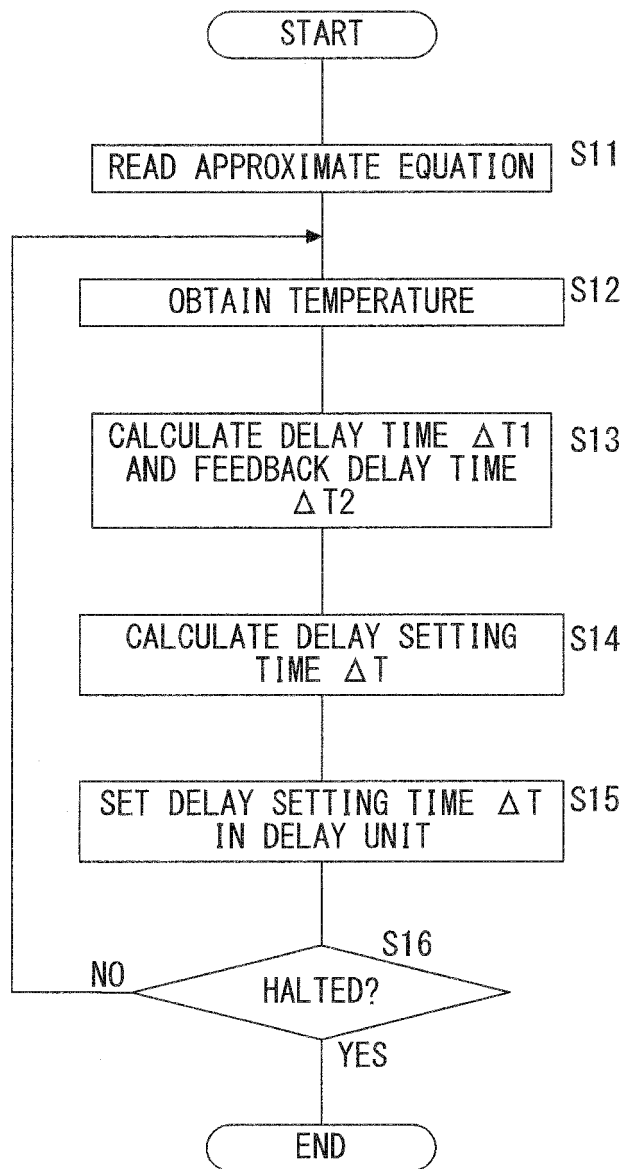 START
READ APPROXIMATE EQUATION
S11
OBTAIN TEMPERATURE
S12
CALCULATE DELAY TIME ΔT1
AND FEEDBACK DELAY TIME
ΔT2
S13
CALCULATE DELAY SETTING
TIME ΔT
S14
SET DELAY SETTING TIME ΔT
IN DELAY UNIT
S15
S16
NO
HALTED?
YES
END